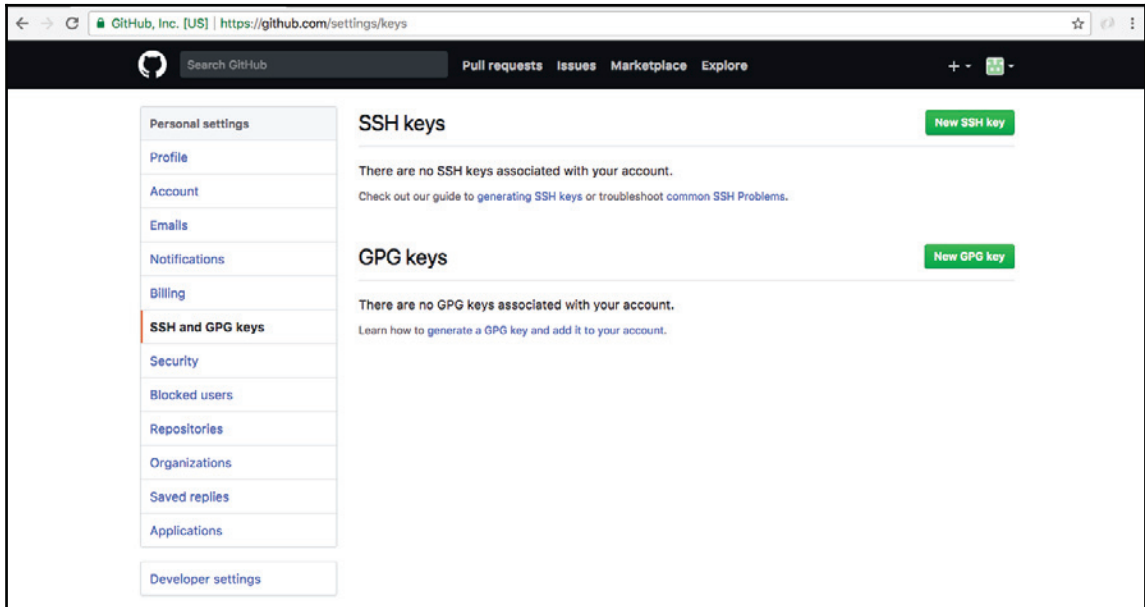 GitHub, Inc. [US] | https://github.com/settings/keys
Search GitHub
Pull requests Issues Marketplace Explore
Personal settings
Profile
Account
Emails
Notifications
Billing
SSH and GPG keys
Security
Blocked users
Repositories
Organizations
Saved replies
Applications
Developer settings
SSH keys
New SSH key
There are no SSH keys associated with your account.
Check out our guide to generating SSH keys or troubleshoot common SSH Problems.
GPG keys
New GPG key
There are no GPG keys associated with your account.
Learn how to generate a GPG key and add it to your account.